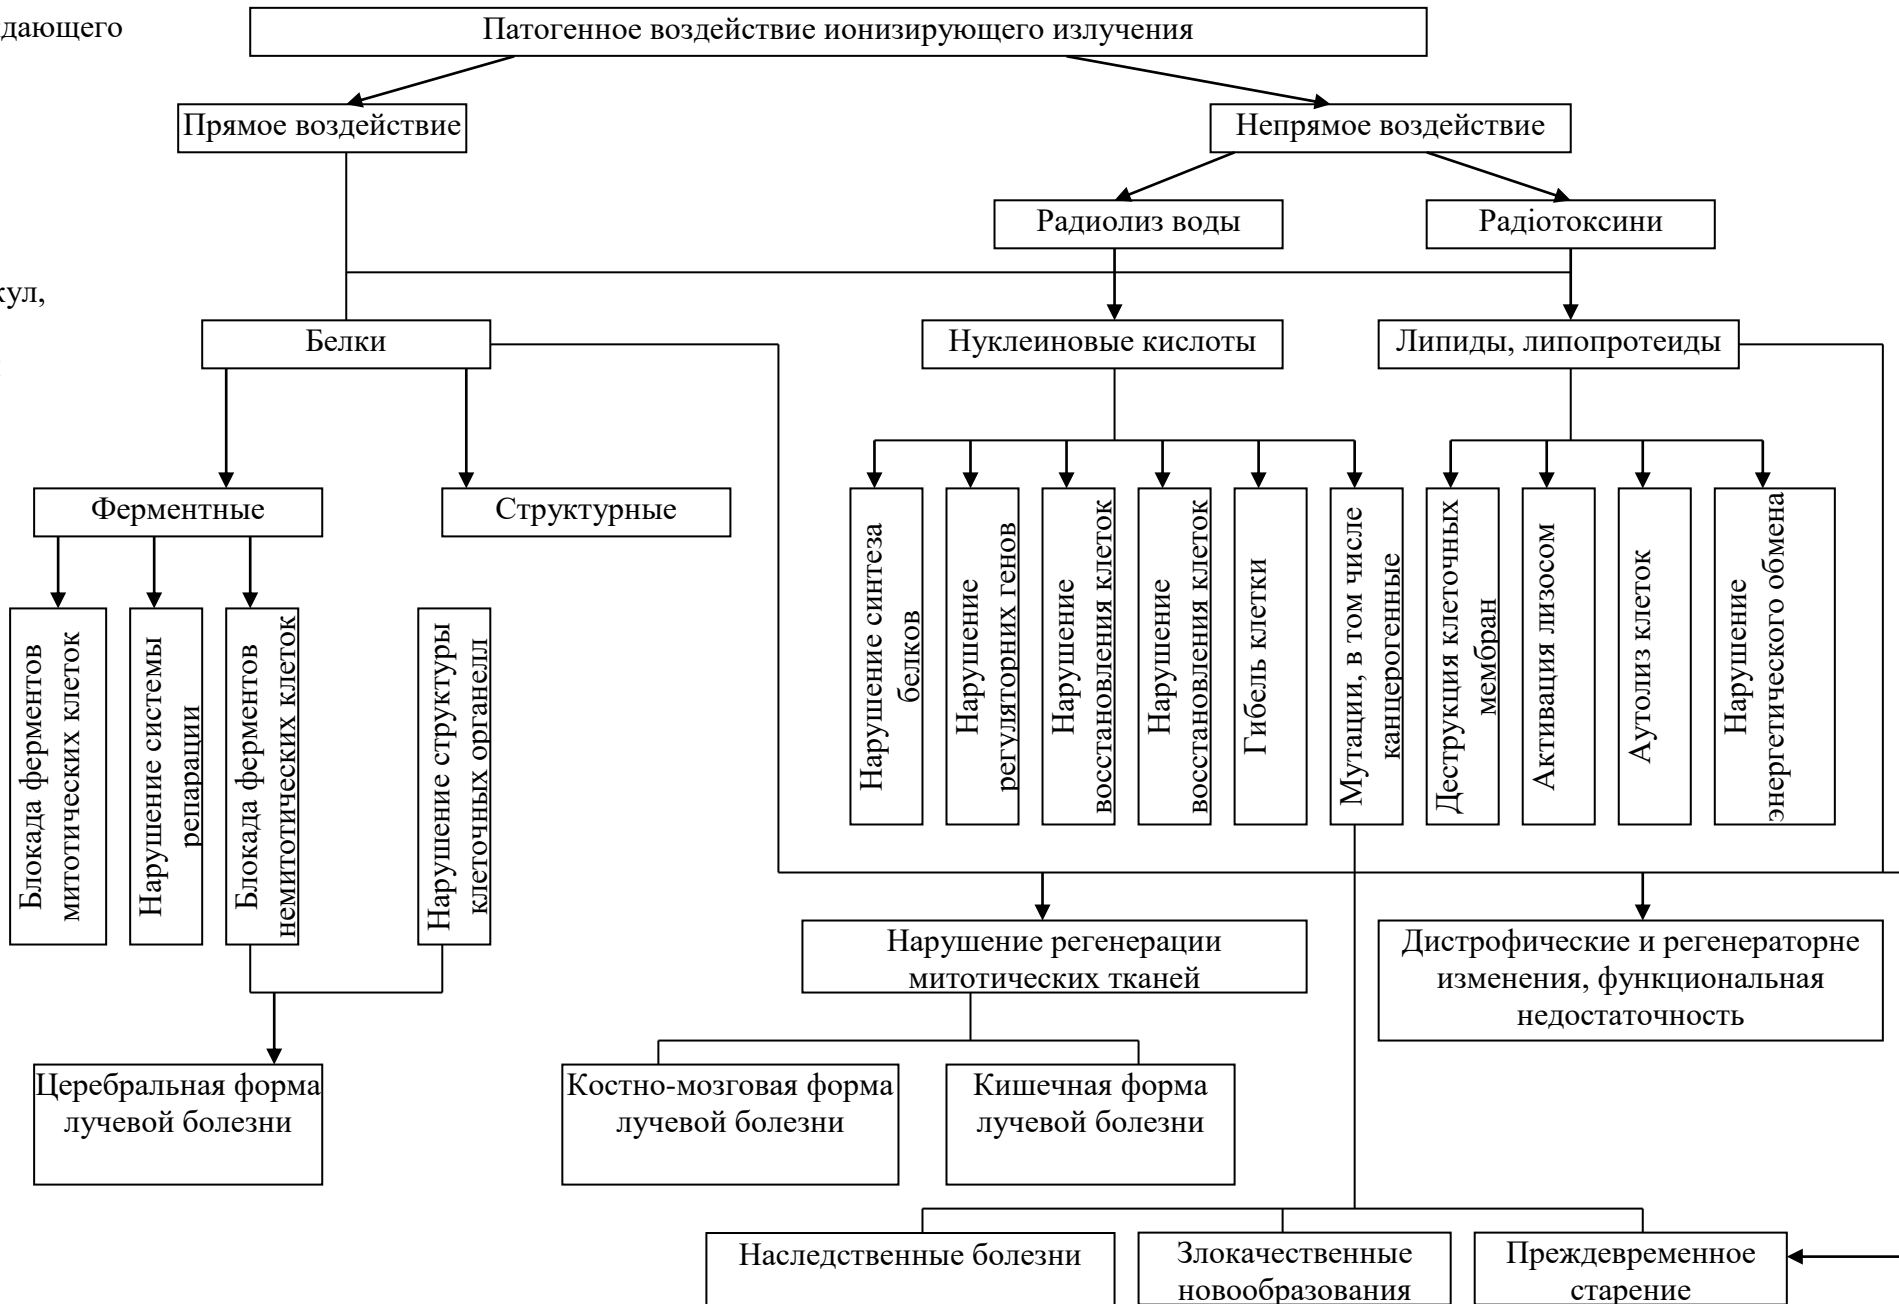 дающего
Патогенное воздействие ионизирующего излучения
Прямое воздействие
Непрямое воздействие
Радиолиз воды
Радіотоксини
кул,
Белки
Нуклеиновые кислоты
Липиды, липопротеиды
Ферментные
Структурные
Блокада ферментов
митотических клеток
Нарушение системы
репарации
Блокада ферментов
немитотических клеток
Нарушение структуры
клеточных органелл
Нарушение синтеза
белков
Нарушение
регуляторних генов
Нарушение
восстановления клеток
Нарушение
восстановления клеток
Гибель клетки
Мутации, в том числе
канцерогенные
Деструкция клеточных
мембран
Активация лизосом
Аутолиз клеток
Нарушение
энергетического обмена
Нарушение регенерации
митотических тканей
Дистрофические и регенераторне
изменения, функциональная
недостаточность
Церебральная форма
лучевой болезни
Костно-мозговая форма
лучевой болезни
Кишечная форма
лучевой болезни
Наследственные болезни
Злокачественные
новообразования
Преждевременное
старение